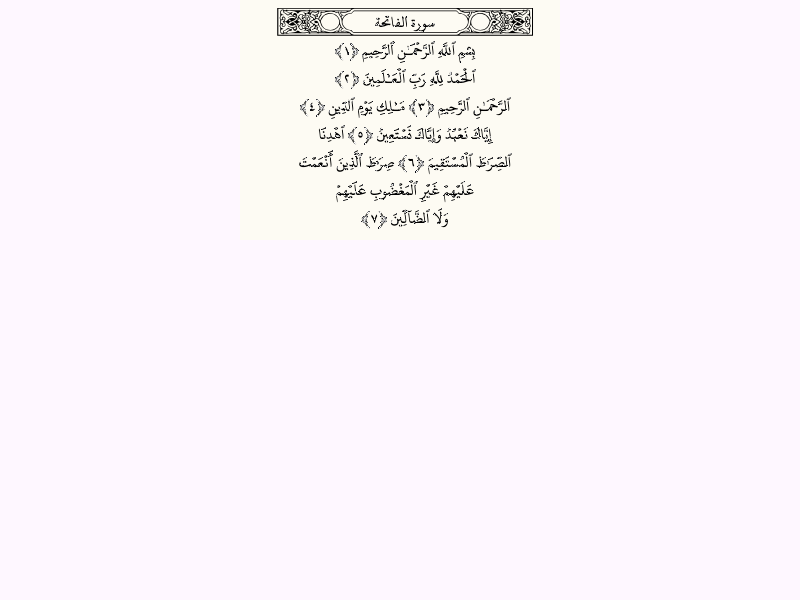 سورة الفاتحة
بِسْمِ ٱللَّهِ ٱلرَّحْمَـٰنِ ٱلرَّحِيمِ ﴿١﴾
ٱلْحَمْدُ لِلَّهِ رَبِّ ٱلْعَـٰلَمِينَ ﴿٢﴾
ٱلرَّحْمَـٰنِ ٱلرَّحِيمِ ﴿٣﴾ مَـٰلِكِ يَوْمِ ٱلدِّينِ ﴿٤﴾
إِيَّاكَ نَعْبُدُ وَإِيَّاكَ نَسْتَعِينُ ﴿٥﴾ ٱهْدِنَا
ٱلصِّرَٰطَ ٱلْمُسْتَقِيمَ ﴿٦﴾ صِرَٰطَ ٱلَّذِينَ أَنْعَمْتَ
عَلَيْهِمْ غَيْرِ ٱلْمَغْضُوبِ عَلَيْهِمْ
وَلَا ٱلضَّآلِّينَ ﴿٧﴾